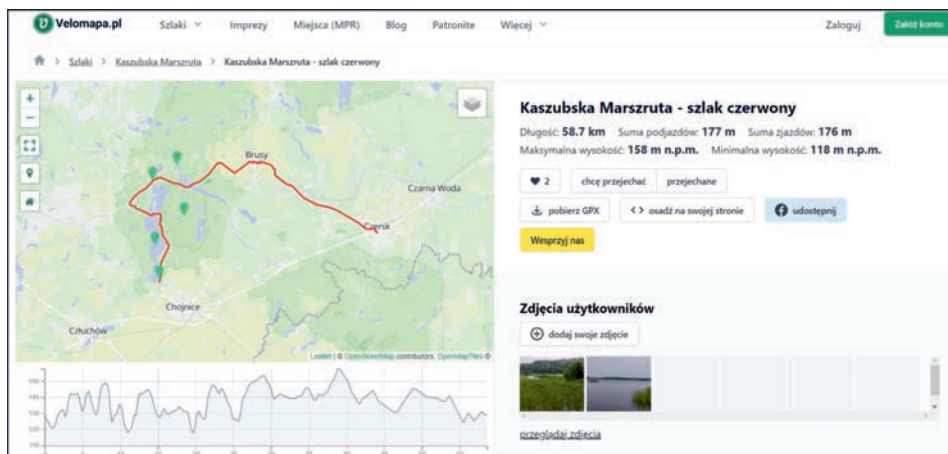 Velomapa.pl
Szlaki Imprezy Miejsca (MPR) Blog Patronite Więcej Zaloguj Załóż konto
Szlaki > Kaszubska Marszruta > Kaszubska Marszruta - szlak czerwony
+
−
Brusy
Czarna Woda
Czersk
Chojnice
Człuchów
Leaflet | © OpenStreetMap contributors, OpenMapTiles ©
Kaszubska Marszruta - szlak czerwony
Długość: 58.7 km Suma podjazdów: 177 m Suma zjazdów: 176 m
Maksymalna wysokość: 158 m n.p.m. Minimalna wysokość: 118 m n.p.m.
2 chcę przejechać przejechane
pobierz GPX <> osadź na swojej stronie udostępnij
Wesprzyj nas
Zdjęcia użytkowników
dodaj swoje zdjęcie
przeglądaj zdjęcia
150
140
130
120
110